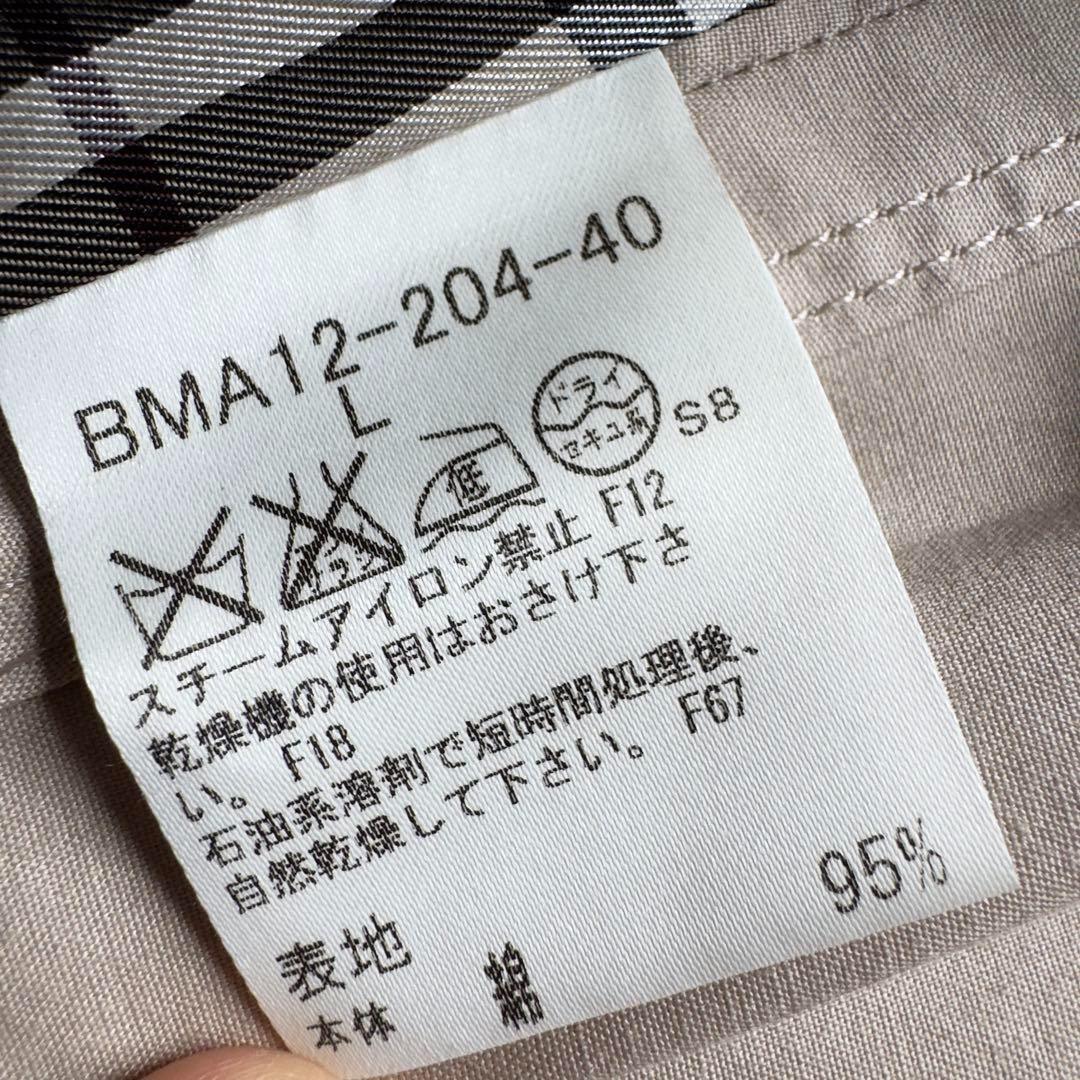 BMA12-204-40
L
エンソ
低
ドライ
セキユ系
S8
スチームアイロン禁止 F12
乾燥機の使用はおさけ下さ
い。 F18
石油系溶剤で短時間処理後、
自然乾燥して下さい。 F67
表地
本体 綿 95%